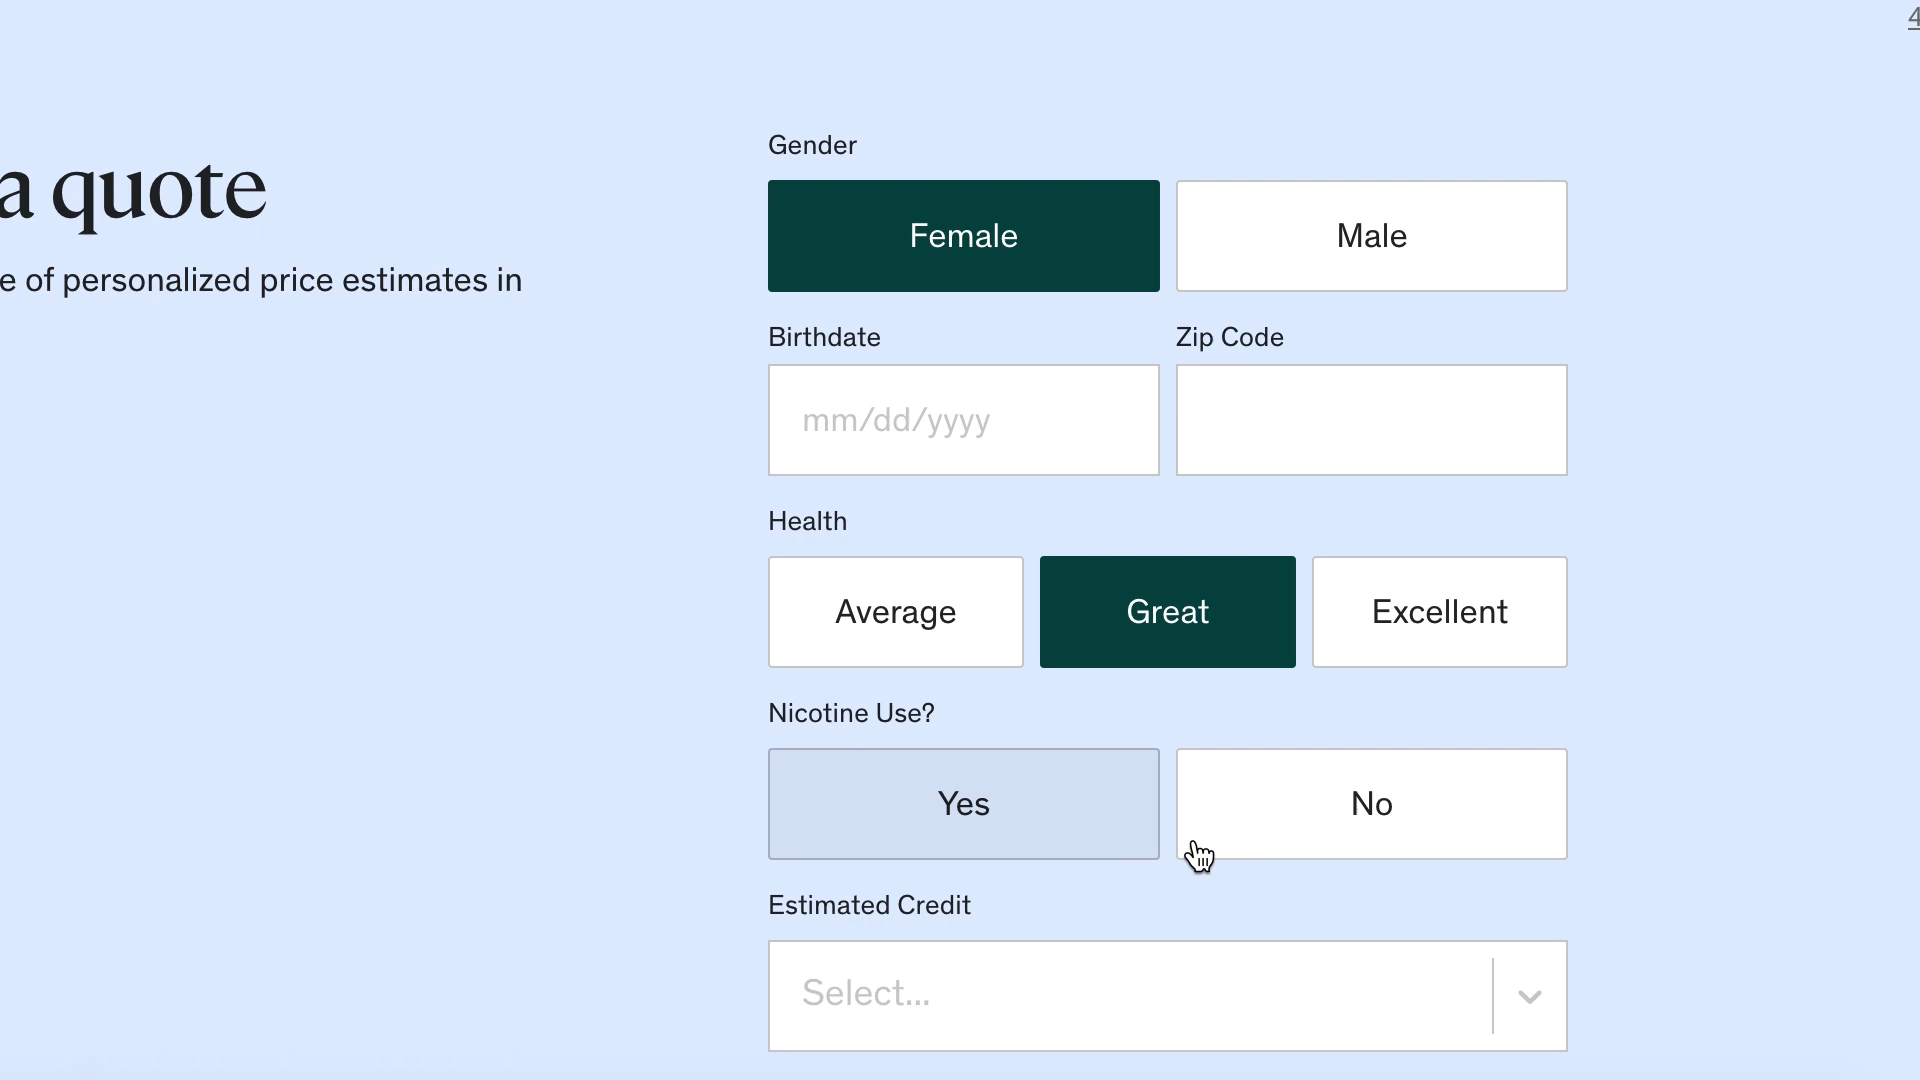 a quote
e of personalized price estimates in
Gender
Female
Male
Birthdate
Zip Code
mm/dd/yyyy
Health
Average
Great
Excellent
Nicotine Use?
Yes
No
Estimated Credit
Select...